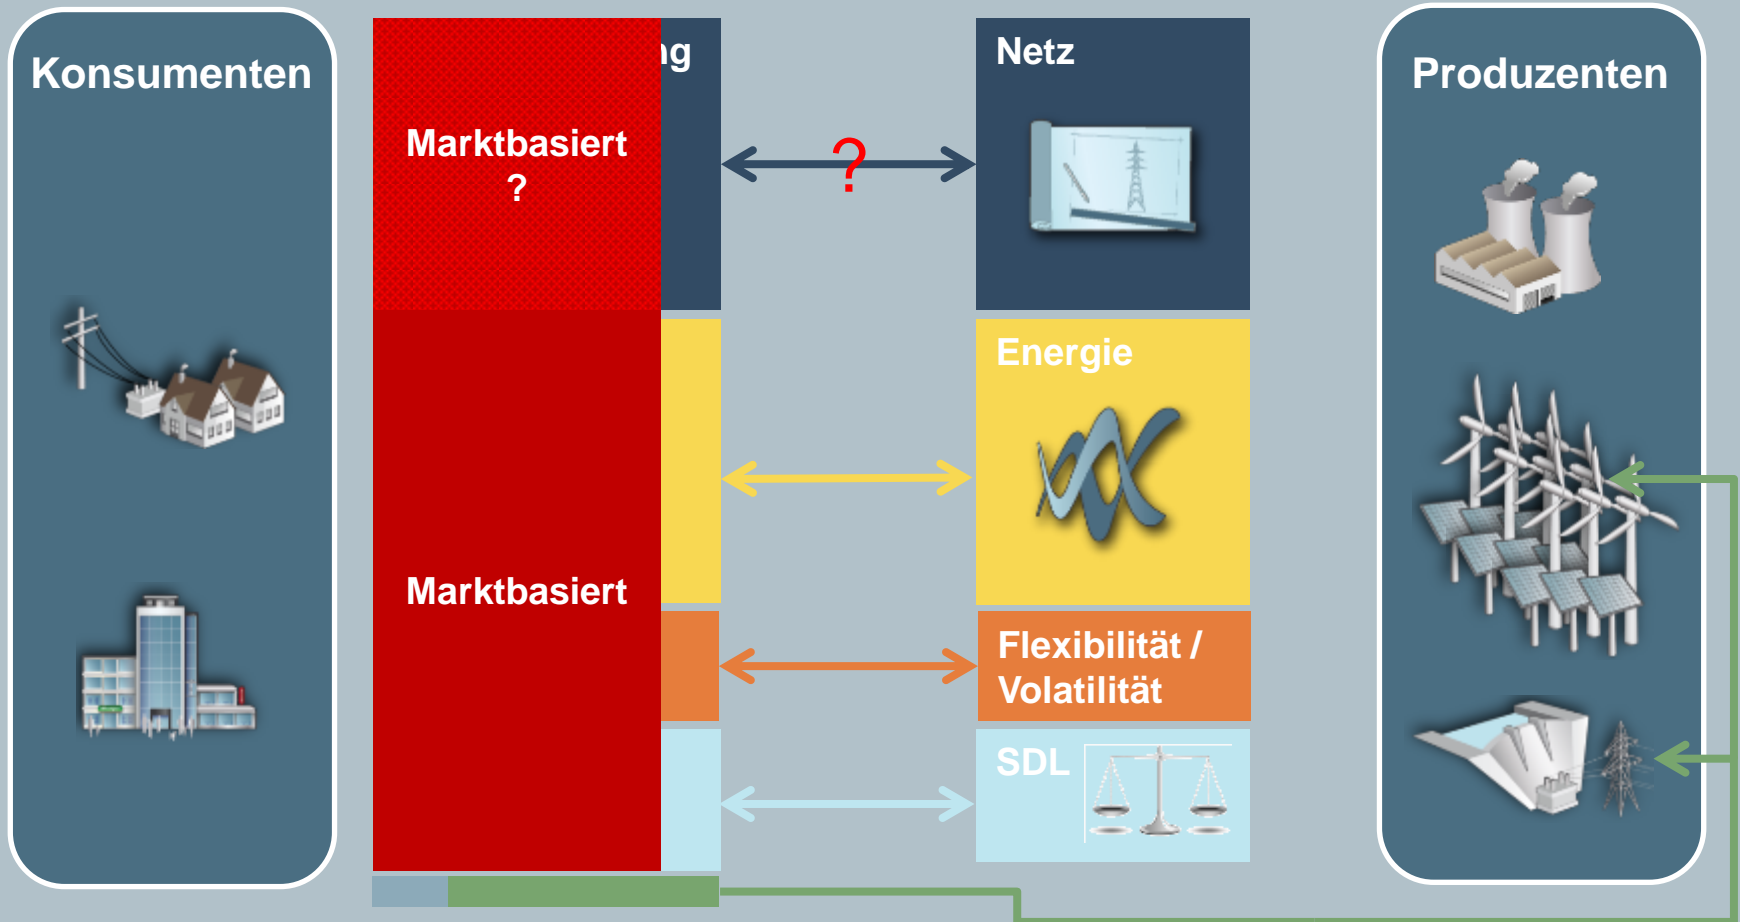 Konsumenten
Marktbasiert
?
ng
?
Netz
Produzenten
Energie
Marktbasiert
Flexibilität /
Volatilität
SDL